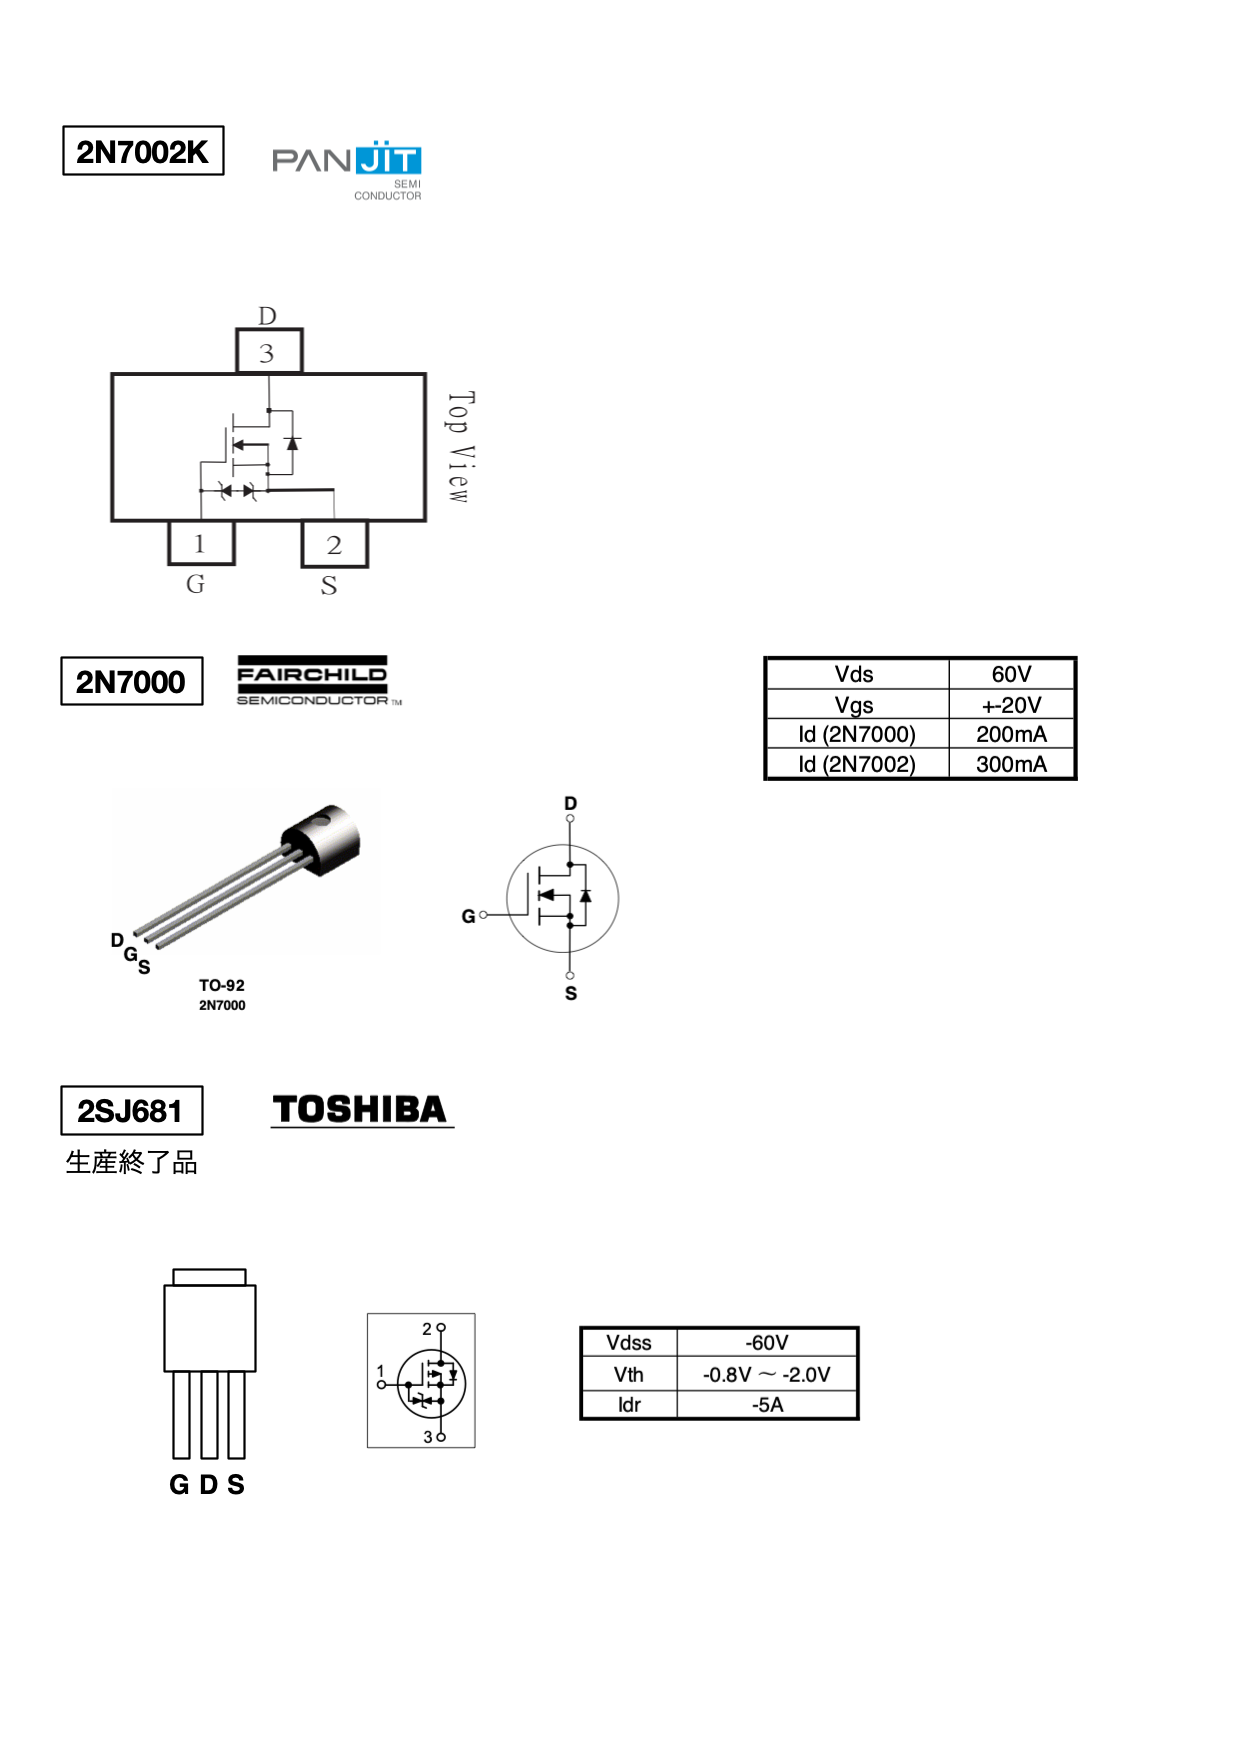 2N7002K
PANJIT
SEMI
CONDUCTOR
D
3
Top View
1
2
G
S
2N7000
FAIRCHILD
SEMICONDUCTOR TM
Vds 60V
Vgs +-20V
Id (2N7000) 200mA
Id (2N7002) 300mA
D
G
S
D
G
S
TO-92
2N7000
2SJ681
TOSHIBA
生産終了品
2
1
3
Vdss -60V
Vth -0.8V ～ -2.0V
Idr -5A
G D S